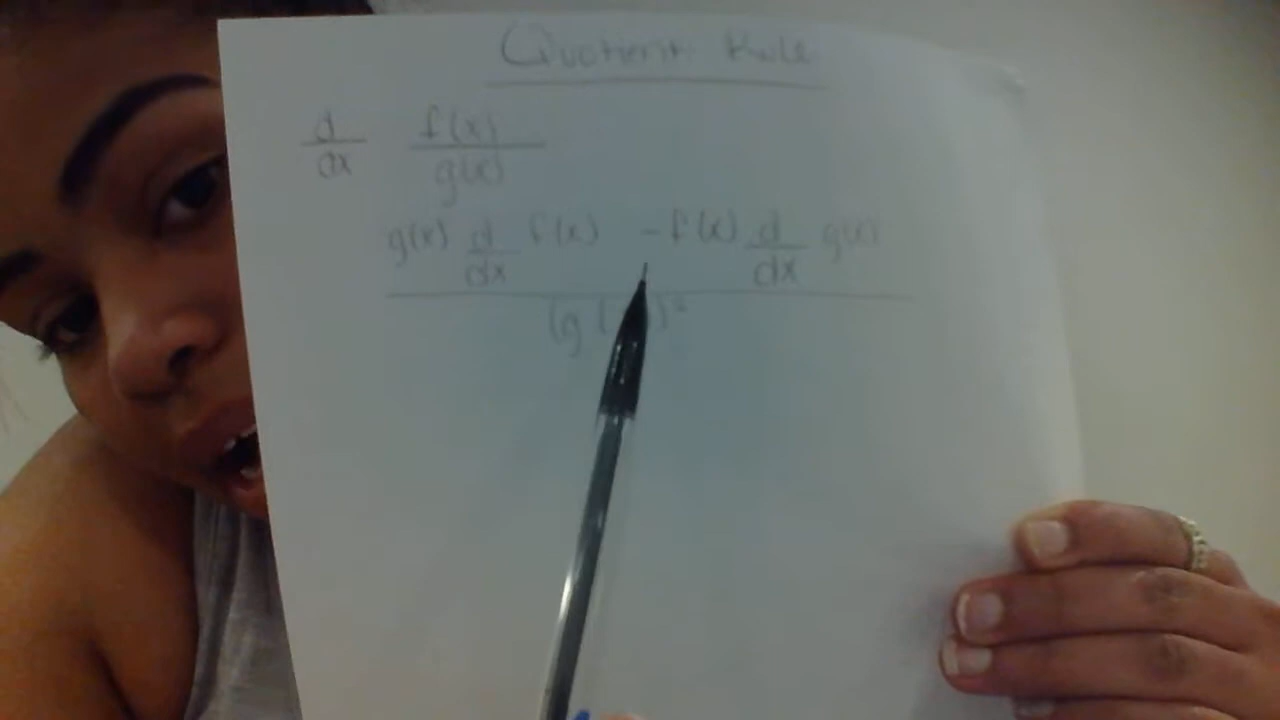 Quotient Rule
d/dx f(x)/g(x)
g(x) d/dx f(x) - f(x) d/dx g(x)
(g( )²